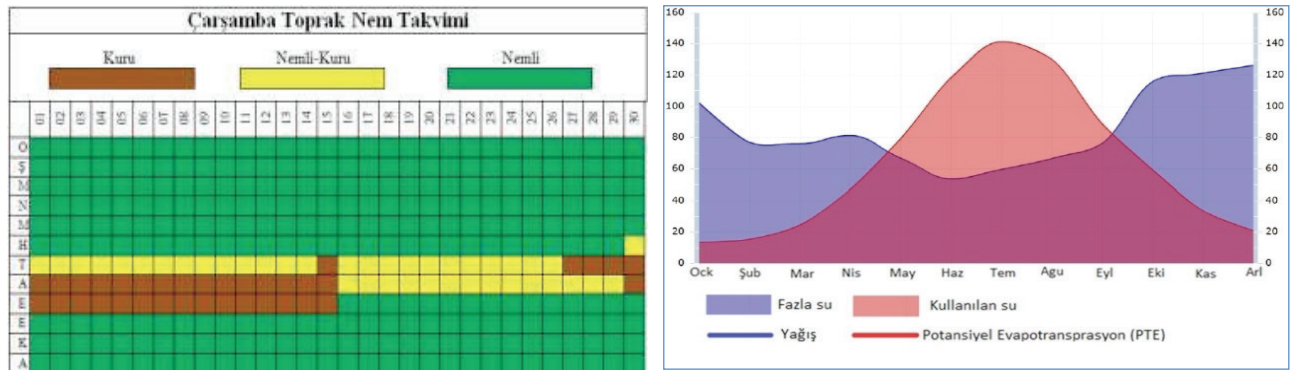 Çarşamba Toprak Nem Takvimi
Kuru Nemli-Kuru Nemli
01 02 03 04 05 06 07 08 09 10 11 12 13 14 15 16 17 18 19 20 21 22 23 24 25 26 27 28 29 30
O
Ş
M
N
M
H
T
A
E
E
K
A
160 160
140 140
120 120
100 100
80 80
60 60
40 40
20 20
0 0
Ock Şub Mar Nis May Haz Tem Agu Eyl Eki Kas Arl
Fazla su Kullanılan su
Yağış Potansiyel Evapotransprasyon (PTE)